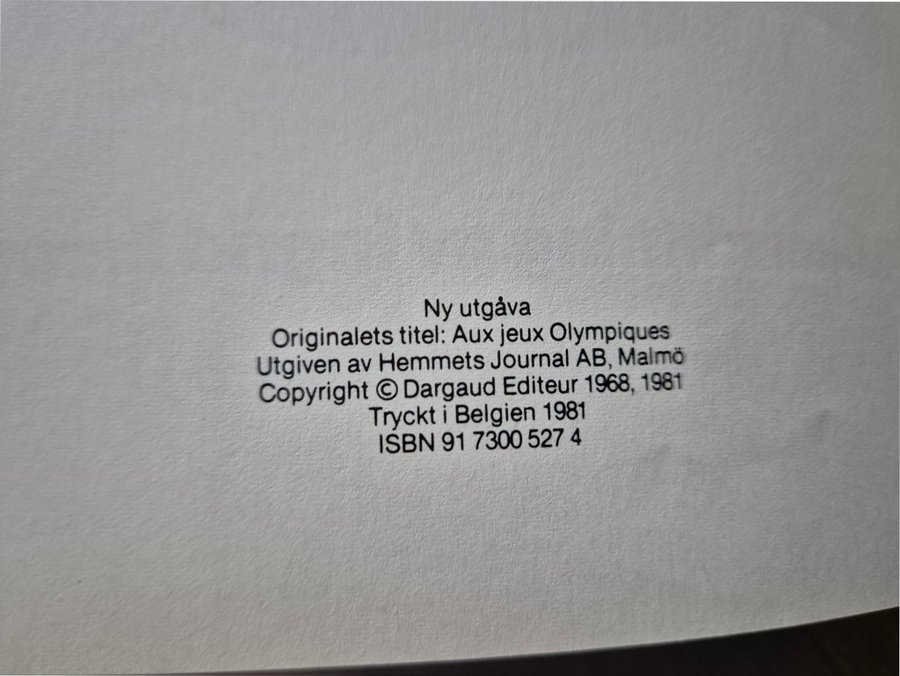 Ny utgåva
Originalets titel: Aux jeux Olympiques
Utgiven av Hemmets Journal AB, Malmö
Copyright © Dargaud Editeur 1968, 1981
Tryckt i Belgien 1981
ISBN 91 7300 527 4